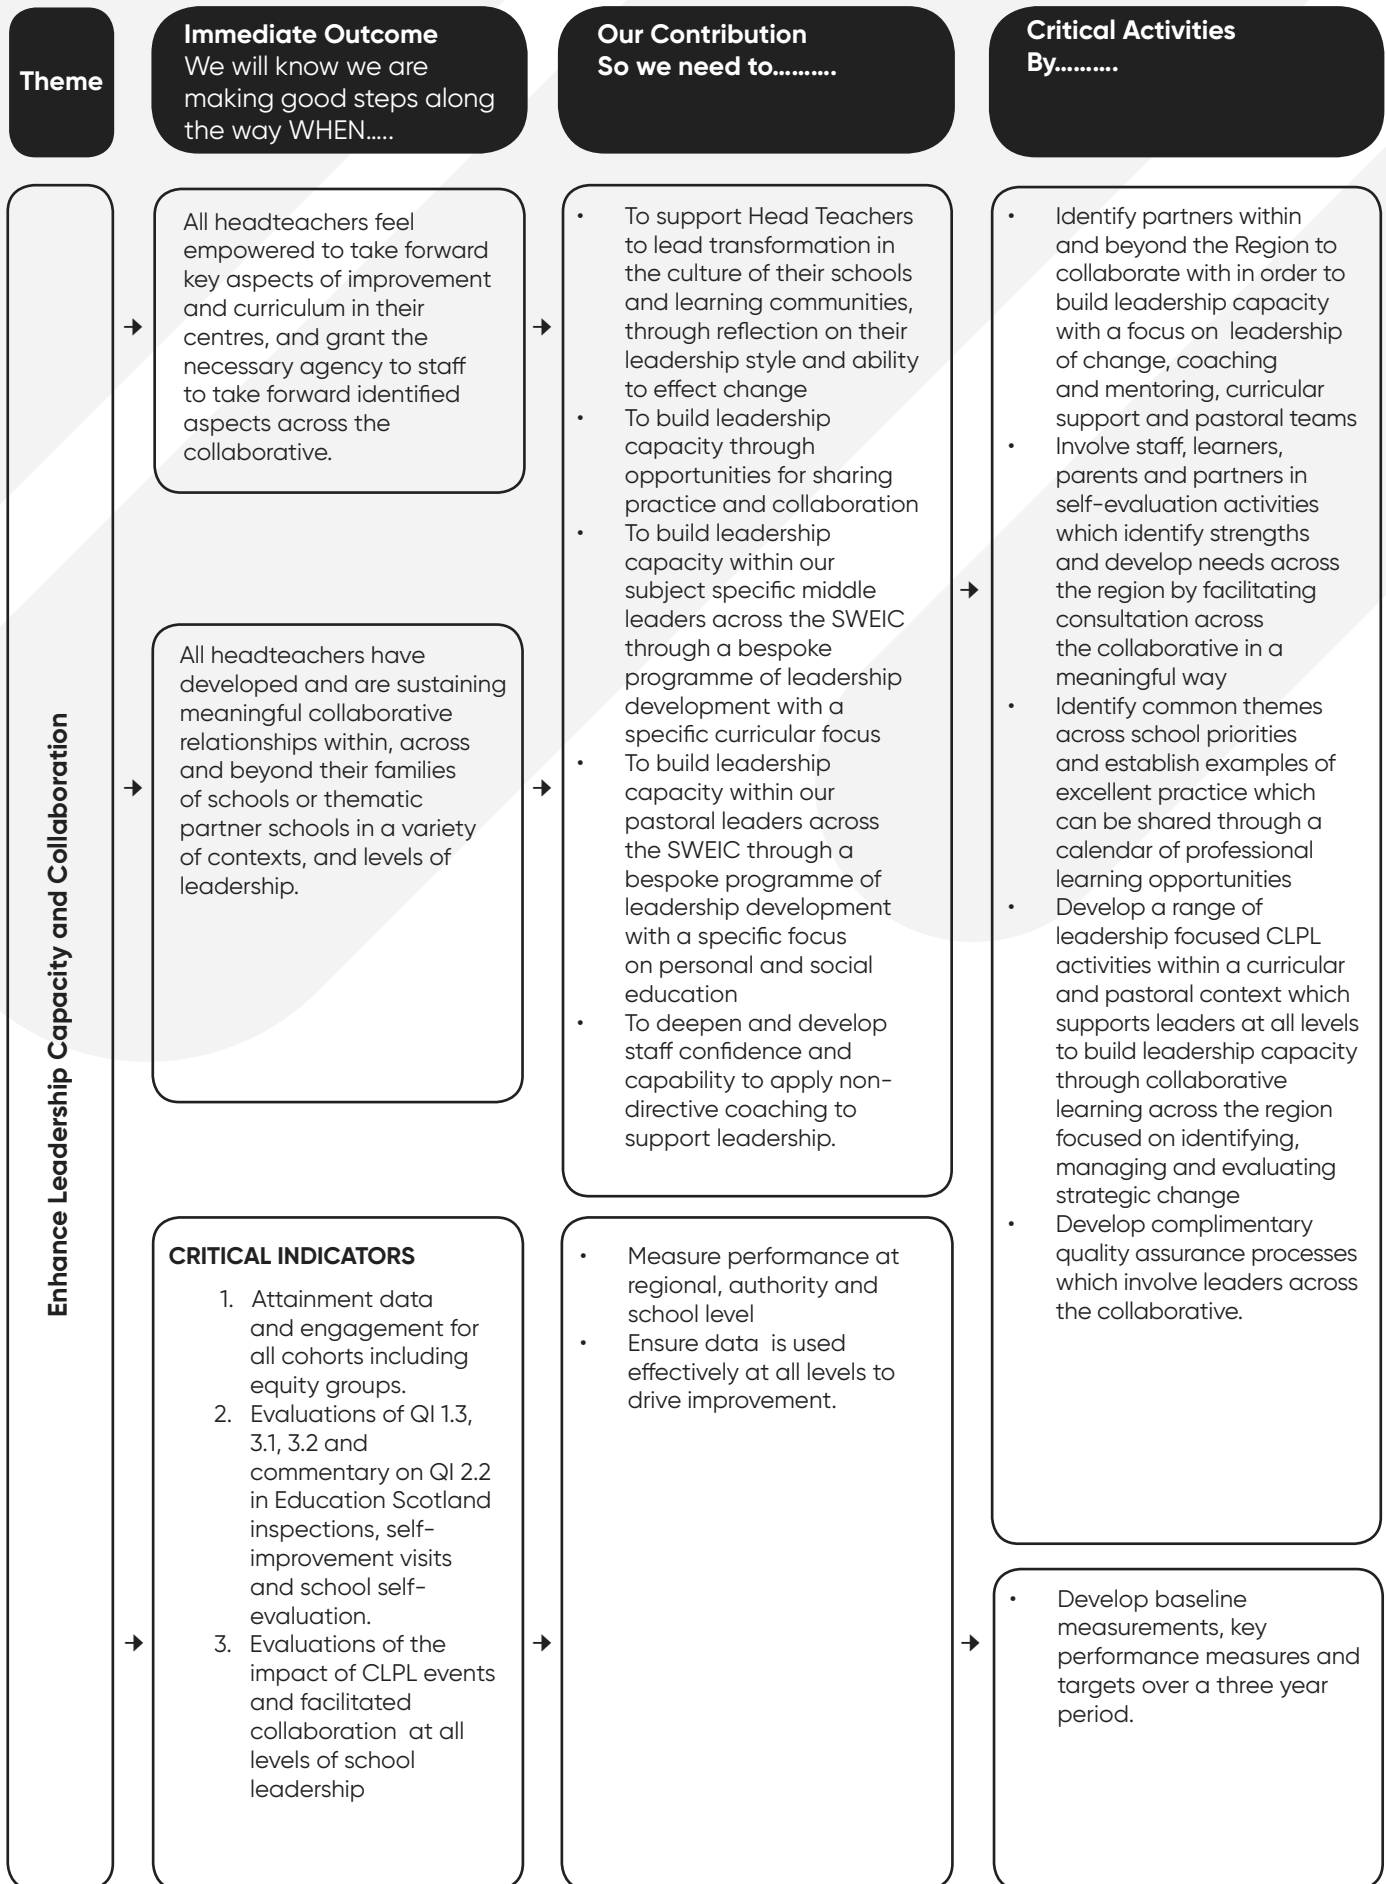 Theme
Immediate Outcome
We will know we are
making good steps along
the way WHEN.....
Our Contribution
So we need to..........
Critical Activities
By..........
Enhance Leadership Capacity and Collaboration
All headteachers feel
empowered to take forward
key aspects of improvement
and curriculum in their
centres, and grant the
necessary agency to staff
to take forward identified
aspects across the
collaborative.
All headteachers have
developed and are sustaining
meaningful collaborative
relationships within, across
and beyond their families
of schools or thematic
partner schools in a variety
of contexts, and levels of
leadership.
• To support Head Teachers
to lead transformation in
the culture of their schools
and learning communities,
through reflection on their
leadership style and ability
to effect change
• To build leadership
capacity through
opportunities for sharing
practice and collaboration
• To build leadership
capacity within our
subject specific middle
leaders across the SWEIC
through a bespoke
programme of leadership
development with a
specific curricular focus
• To build leadership
capacity within our
pastoral leaders across
the SWEIC through a
bespoke programme of
leadership development
with a specific focus
on personal and social
education
• To deepen and develop
staff confidence and
capability to apply non-
directive coaching to
support leadership.
• Identify partners within
and beyond the Region to
collaborate with in order to
build leadership capacity
with a focus on leadership
of change, coaching
and mentoring, curricular
support and pastoral teams
• Involve staff, learners,
parents and partners in
self-evaluation activities
which identify strengths
and develop needs across
the region by facilitating
consultation across
the collaborative in a
meaningful way
• Identify common themes
across school priorities
and establish examples of
excellent practice which
can be shared through a
calendar of professional
learning opportunities
• Develop a range of
leadership focused CLPL
activities within a curricular
and pastoral context which
supports leaders at all levels
to build leadership capacity
through collaborative
learning across the region
focused on identifying,
managing and evaluating
strategic change
• Develop complimentary
quality assurance processes
which involve leaders across
the collaborative.
CRITICAL INDICATORS
1. Attainment data
and engagement for
all cohorts including
equity groups.
2. Evaluations of QI 1.3,
3.1, 3.2 and
commentary on QI 2.2
in Education Scotland
inspections, self-
improvement visits
and school self-
evaluation.
3. Evaluations of the
impact of CLPL events
and facilitated
collaboration at all
levels of school
leadership
• Measure performance at
regional, authority and
school level
• Ensure data is used
effectively at all levels to
drive improvement.
• Develop baseline
measurements, key
performance measures and
targets over a three year
period.